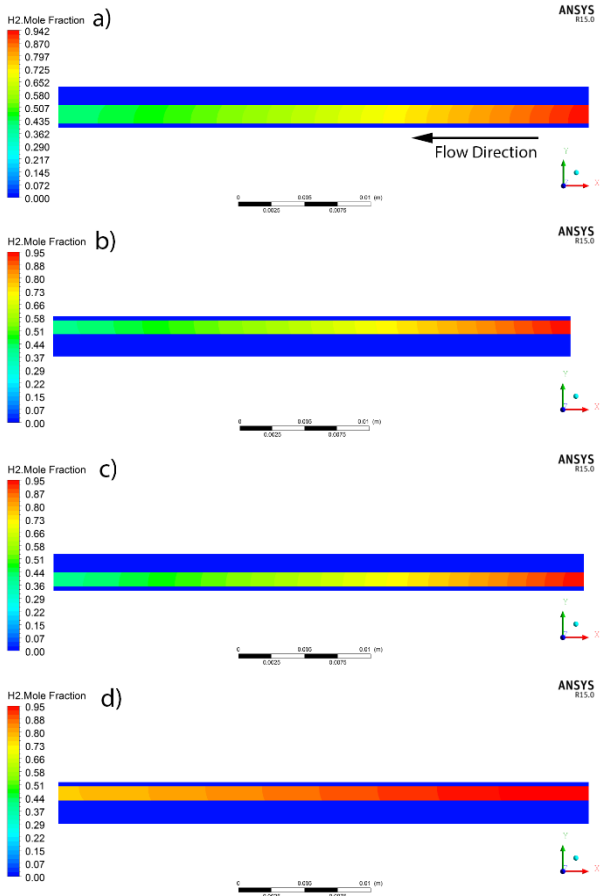 a)
ANSYS
R15.0
H2.Mole Fraction
0.942
0.870
0.797
0.725
0.652
0.580
0.507
0.435
0.362
0.290
0.217
0.145
0.072
0.000
Flow Direction
Y
X
0 0.005 0.01 (m)
0.0025 0.0075
b)
ANSYS
R15.0
H2.Mole Fraction
0.95
0.88
0.80
0.73
0.66
0.58
0.51
0.44
0.37
0.29
0.22
0.15
0.07
0.00
Y
X
0 0.005 0.01 (m)
0.0025 0.0075
c)
ANSYS
R15.0
H2.Mole Fraction
0.95
0.88
0.80
0.73
0.66
0.58
0.51
0.44
0.37
0.29
0.22
0.15
0.07
0.00
Y
X
0 0.005 0.01 (m)
0.0025 0.0075
d)
ANSYS
R15.0
H2.Mole Fraction
0.95
0.88
0.80
0.73
0.66
0.58
0.51
0.44
0.37
0.29
0.22
0.15
0.07
0.00
Y
X
0 0.005 0.01 (m)
0.0025 0.0075